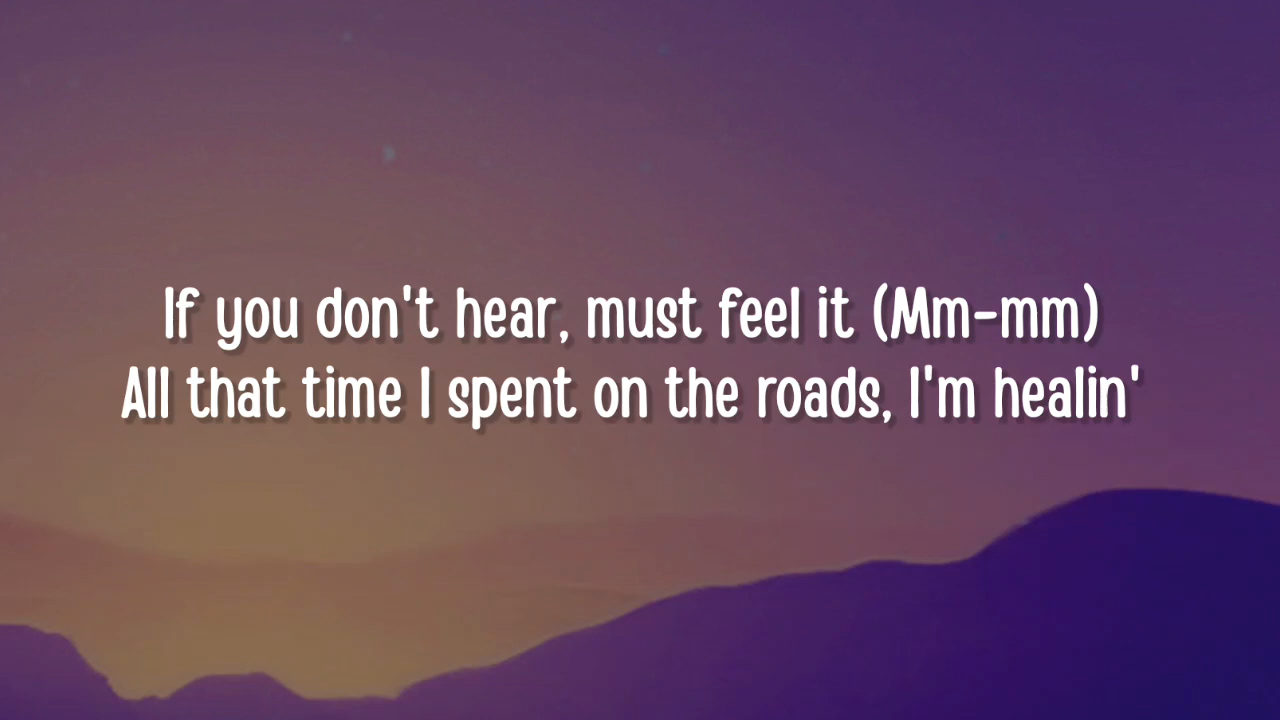 If you don't hear, must feel it (Mm-mm)
All that time I spent on the roads, I'm healin'